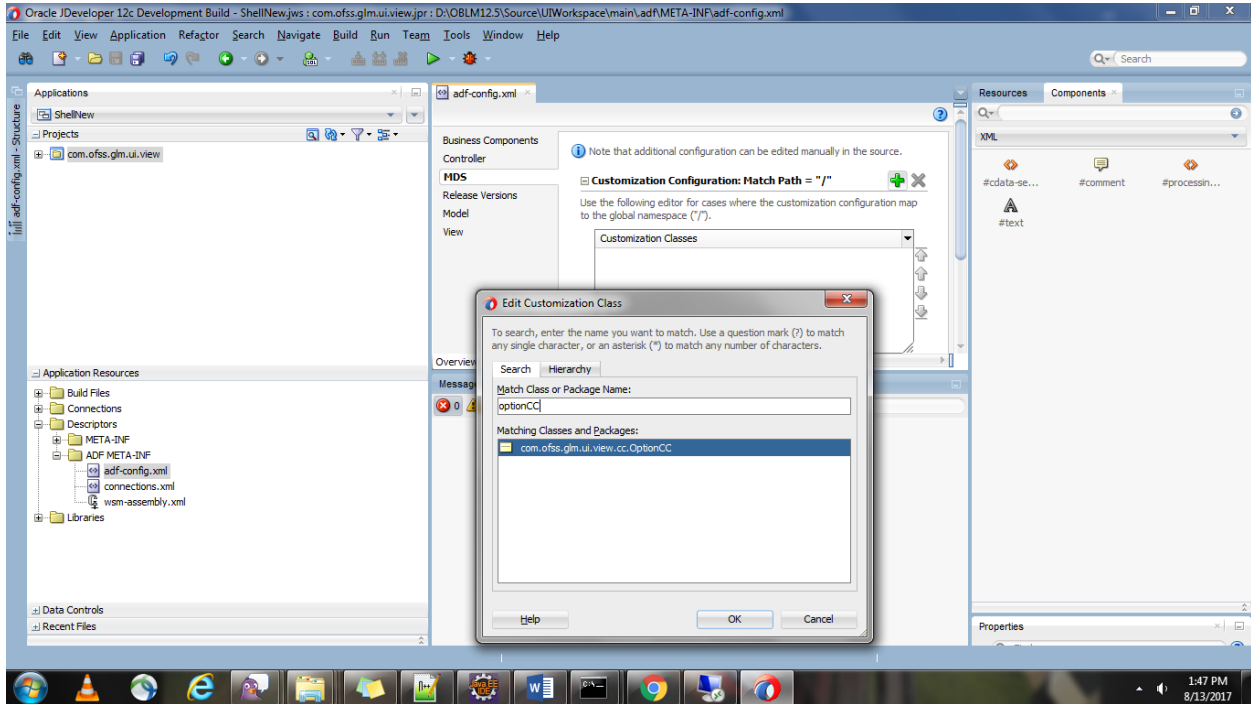 Oracle JDeveloper 12c Development Build - ShellNew.jws : com.ofss.glm.ui.view.jpr : D:\OBLM12.5\Source\UIWorkspace\main\.adf\META-INF\adf-config.xml
File Edit View Application Refactor Search Navigate Build Run Team Tools Window Help
Search
Applications
ShellNew
Projects
com.ofss.glm.ui.view
adf-config.xml - Structure
Application Resources
Build Files
Connections
Descriptors
META-INF
ADF META-INF
adf-config.xml
connections.xml
wsm-assembly.xml
Libraries
Data Controls
Recent Files
adf-config.xml
Business Components
Controller
MDS
Release Versions
Model
View
Note that additional configuration can be edited manually in the source.
Customization Configuration: Match Path = "/"
Use the following editor for cases where the customization configuration map
to the global namespace ("/").
Customization Classes
Overview
Messag
0
Edit Customization Class
To search, enter the name you want to match. Use a question mark (?) to match
any single character, or an asterisk (*) to match any number of characters.
Search Hierarchy
Match Class or Package Name:
optionCC
Matching Classes and Packages:
com.ofss.glm.ui.view.cc.OptionCC
Help OK Cancel
Resources Components
XML
#cdata-se... #comment #processin...
#text
Properties
1:47 PM
8/13/2017